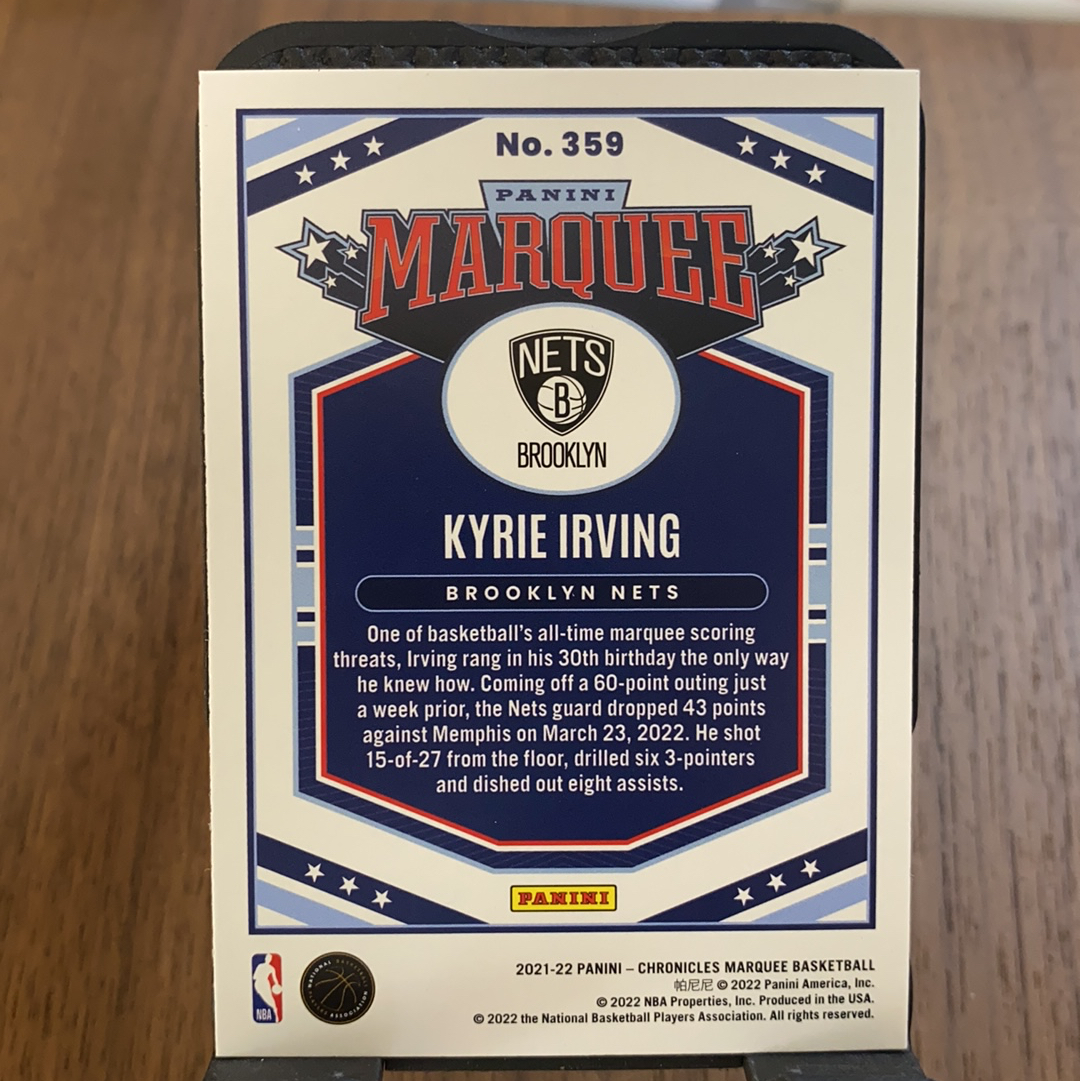 No. 359
PANINI
MARQUEE
NETS
B
BROOKLYN
KYRIE IRVING
BROOKLYN NETS
One of basketball's all-time marquee scoring
threats, Irving rang in his 30th birthday the only way
he knew how. Coming off a 60-point outing just
a week prior, the Nets guard dropped 43 points
against Memphis on March 23, 2022. He shot
15-of-27 from the floor, drilled six 3-pointers
and dished out eight assists.
PANINI
2021-22 PANINI – CHRONICLES MARQUEE BASKETBALL
帕尼尼 © 2022 Panini America, Inc.
© 2022 NBA Properties, Inc. Produced in the USA.
© 2022 the National Basketball Players Association. All rights reserved.
NBA
NATIONAL BASKETBALL PLAYERS ASSOCIATION